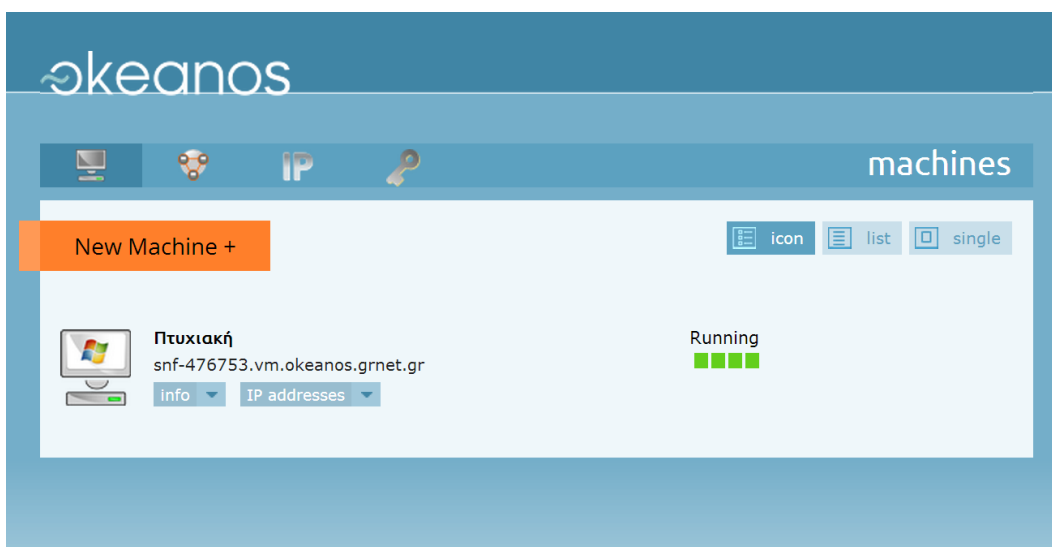 ~okeanos
IP
machines
New Machine +
icon
list
single
Πτυχιακή
Running
snf-476753.vm.okeanos.grnet.gr
info
IP addresses